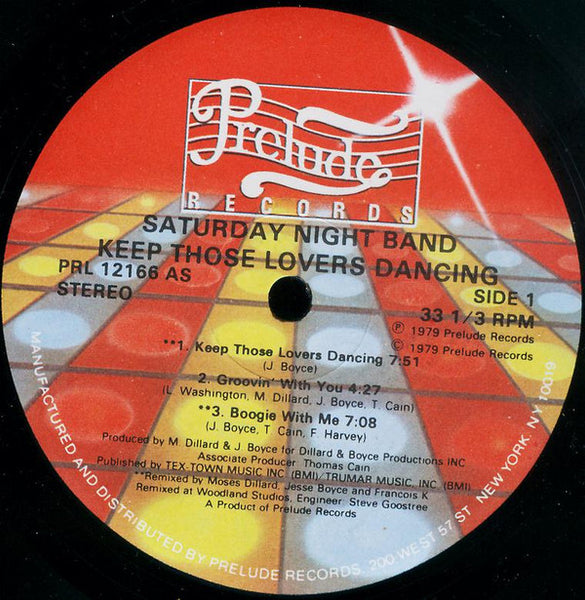 Prelude
RECORDS
SATURDAY NIGHT BAND
KEEP THOSE LOVERS DANCING
PRL 12166 AS
STEREO
SIDE 1
33 1/3 RPM
Ⓟ 1979 Prelude Records
© 1979 Prelude Records
**1. Keep Those Lovers Dancing 7:51
(J. Boyce)
2. Groovin' With You 4:27
(L. Washington, M. Dillard, J. Boyce, T. Cain)
**3. Boogie With Me 7:08
(J. Boyce, T. Cain, F. Harvey)
Produced by M. Dillard & J. Boyce for Dillard & Boyce Productions INC
Associate Producer Thomas Cain
Published by TEX-TOWN MUSIC INC (BMI)/TRUMAR MUSIC, INC. (BMI)
**Remixed by Moses Dillard, Jesse Boyce and Francois K
Remixed at Woodland Studios, Engineer: Steve Goostree
A Product of Prelude Records
MANUFACTURED AND DISTRIBUTED BY PRELUDE RECORDS, 200 WEST 57 ST NEW YORK, NY 10019